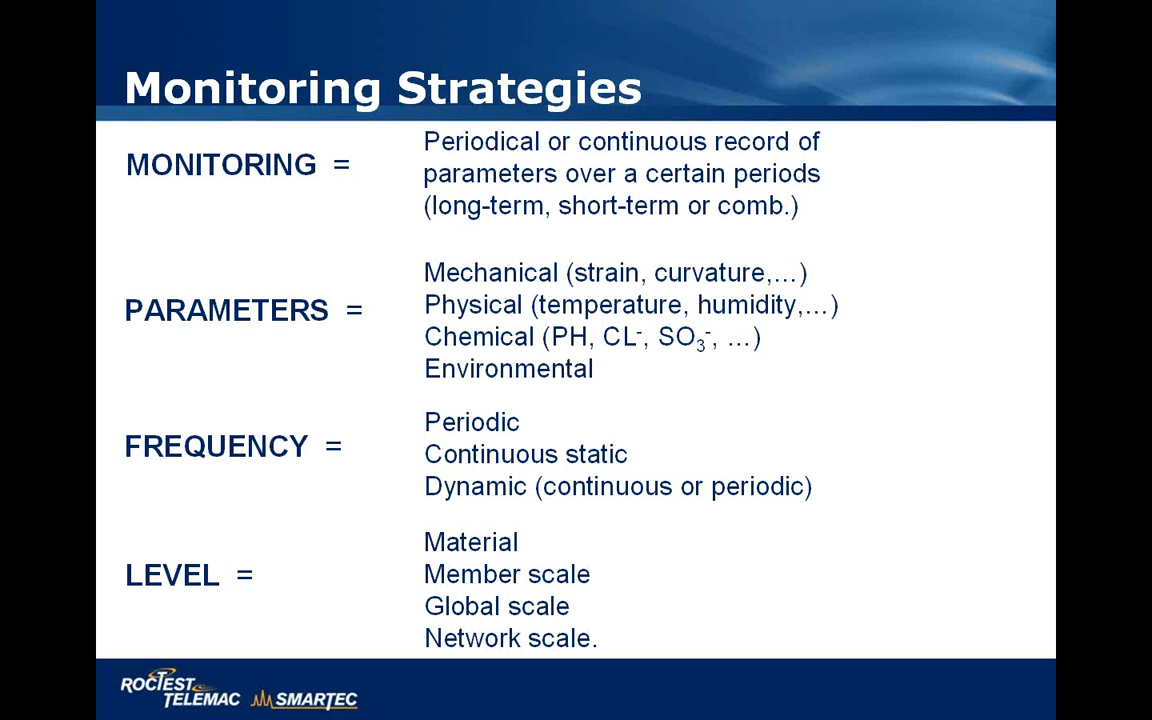 Monitoring Strategies
MONITORING =
Periodical or continuous record of
parameters over a certain periods
(long-term, short-term or comb.)
PARAMETERS =
Mechanical (strain, curvature,...)
Physical (temperature, humidity,...)
Chemical (PH, CL⁻, SO₃⁻, ...)
Environmental
FREQUENCY =
Periodic
Continuous static
Dynamic (continuous or periodic)
LEVEL =
Material
Member scale
Global scale
Network scale.
ROCTEST
TELEMAC
SMARTEC